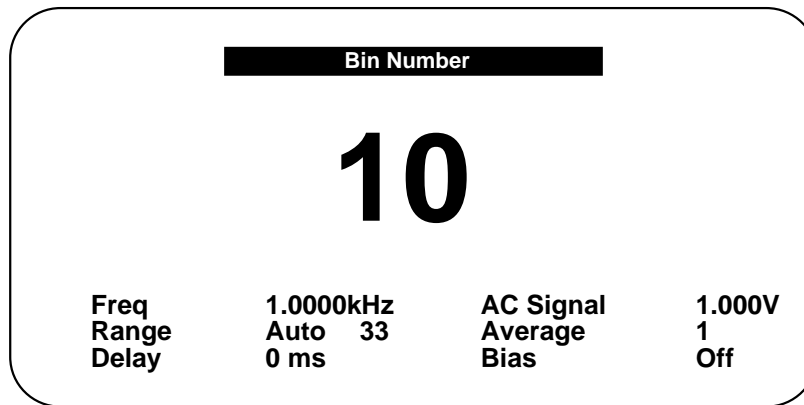 Bin Number
10
Freq 1.0000kHz AC Signal 1.000V
Range Auto 33 Average 1
Delay 0 ms Bias Off